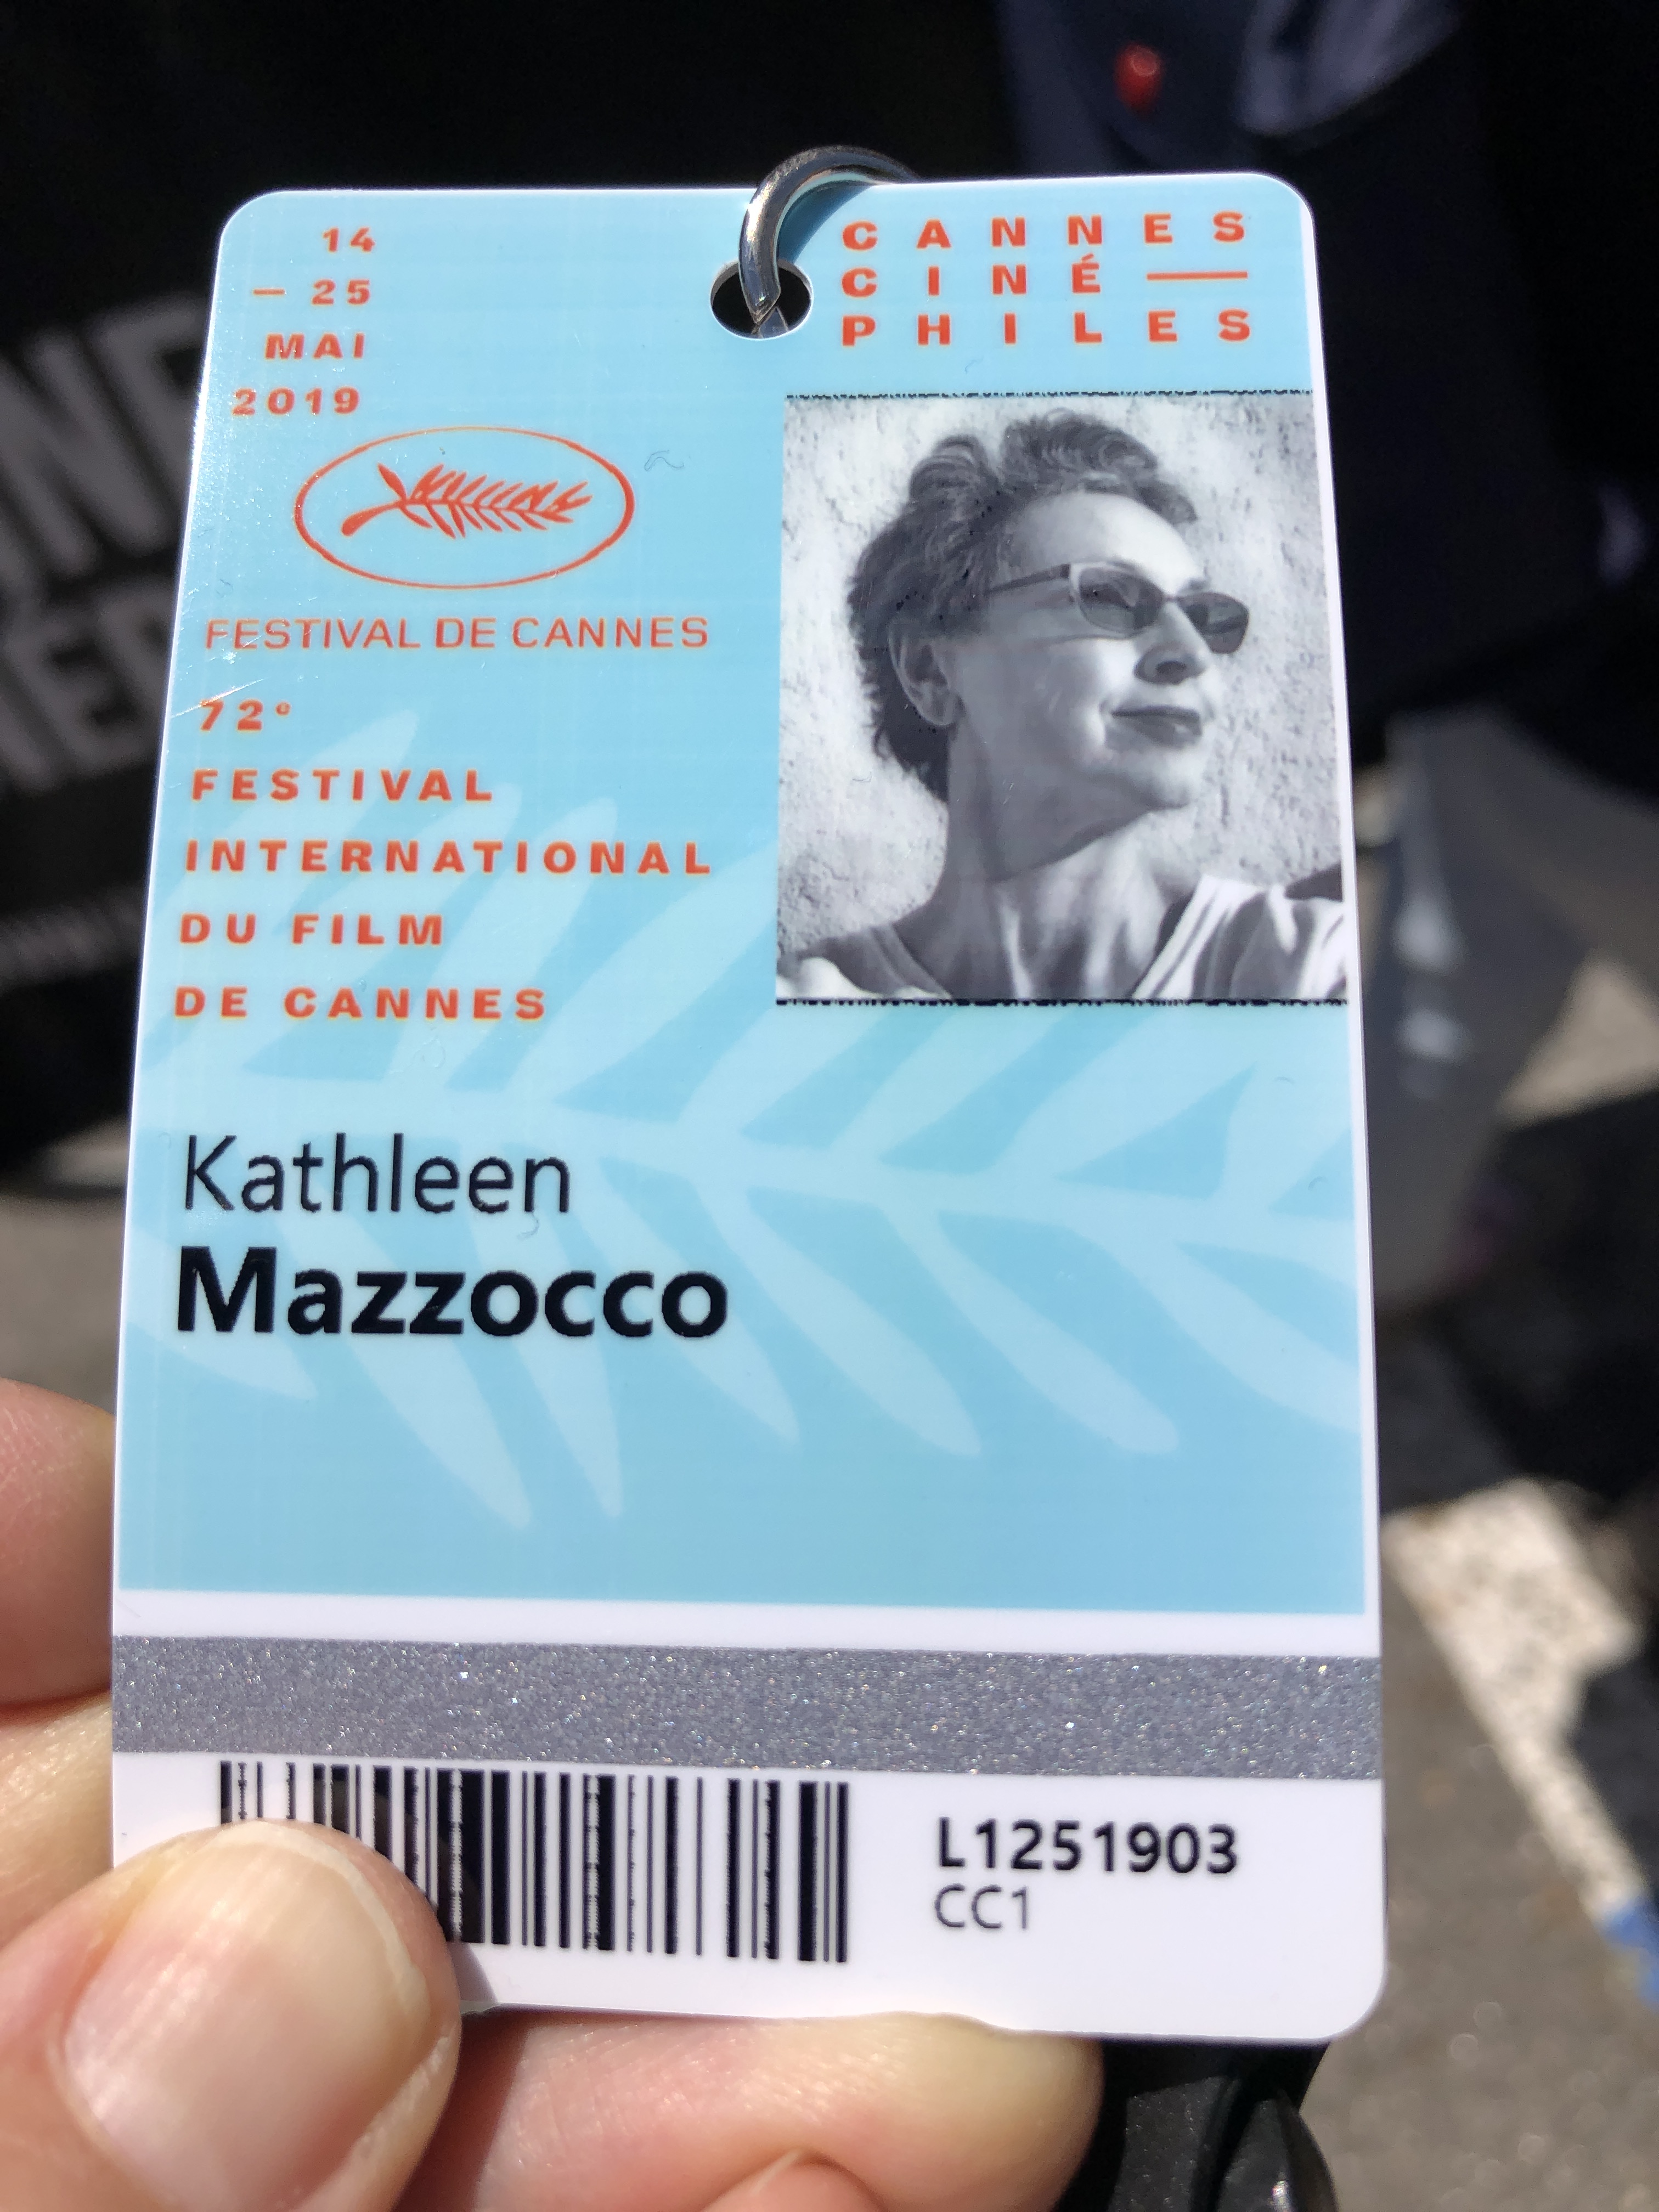 14
– 25
MAI
2019
CANNES
CINÉ —
PHILES
FESTIVAL DE CANNES
72e
FESTIVAL
INTERNATIONAL
DU FILM
DE CANNES
Kathleen
Mazzocco
L1251903
CC1